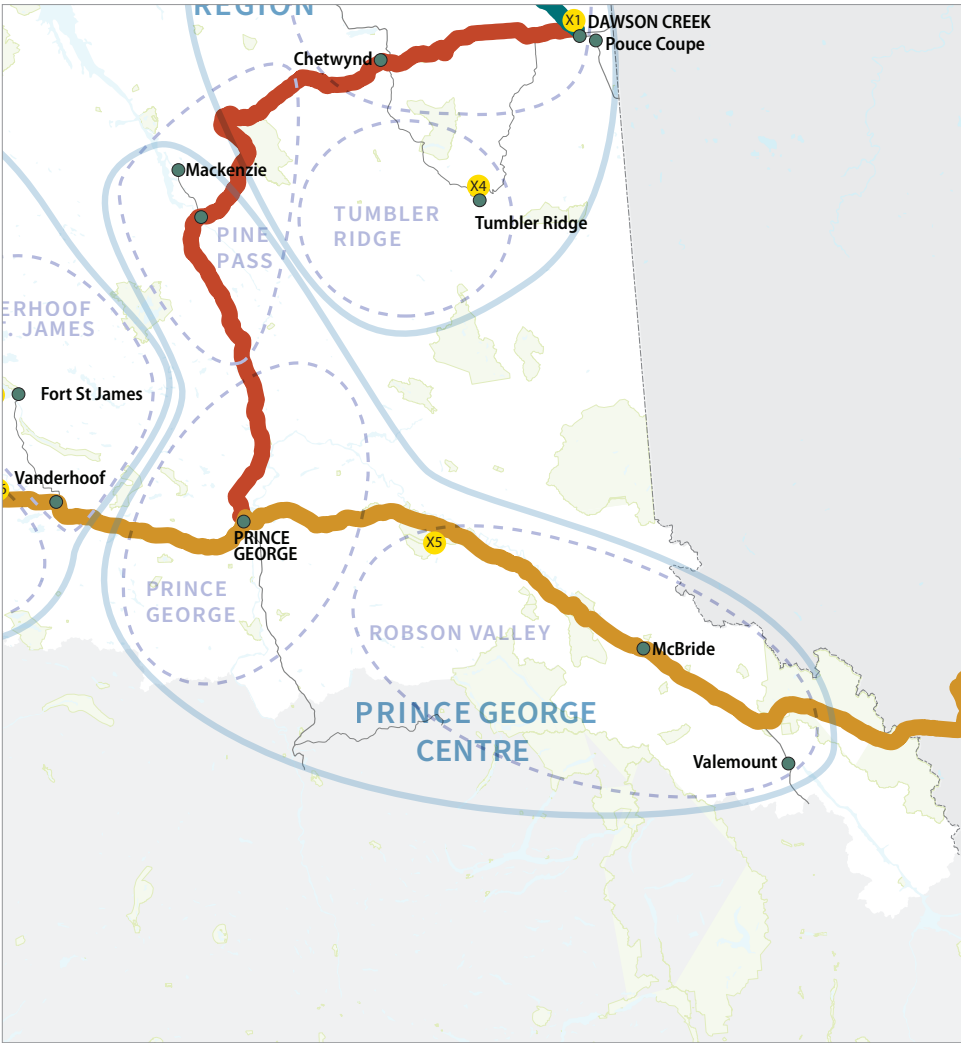 REGION
X1
DAWSON CREEK
Pouce Coupe
Chetwynd
Mackenzie
X4
Tumbler Ridge
TUMBLER
RIDGE
PINE
PASS
ERHOOF
T. JAMES
Fort St James
Vanderhoof
5
PRINCE
GEORGE
X5
PRINCE
GEORGE
ROBSON VALLEY
McBride
PRINCE GEORGE
CENTRE
Valemount